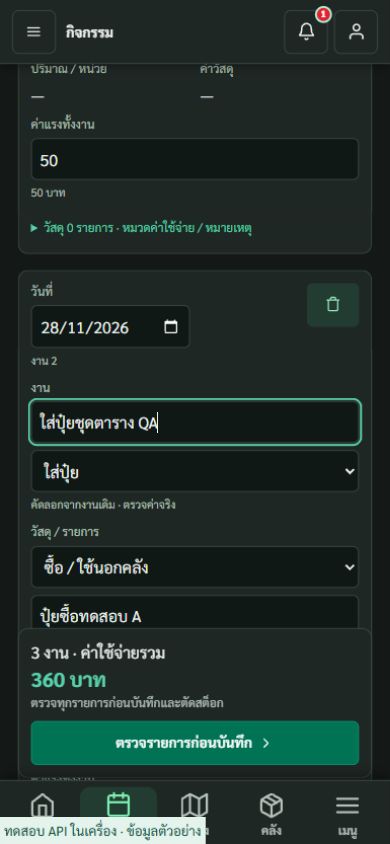 กิจกรรม
1
ปริมาณ / หน่วย
ค่าวัสดุ
—
—
ค่าแรงทั้งงาน
50
50 บาท
▶ วัสดุ 0 รายการ · หมวดค่าใช้จ่าย / หมายเหตุ
วันที่
28/11/2026
งาน 2
งาน
ใส่ปุ๋ยชุดตาราง QA
ใส่ปุ๋ย
คัดลอกจากงานเดิม · ตรวจค่าจริง
วัสดุ / รายการ
ซื้อ / ใช้นอกคลัง
ปุ๋ยซื้อทดสอบ A
3 งาน · ค่าใช้จ่ายรวม
360 บาท
ตรวจทุกรายการก่อนบันทึกและตัดสต็อก
ตรวจรายการก่อนบันทึก
คลัง
เมนู
ทดสอบ API ในเครื่อง · ข้อมูลตัวอย่าง